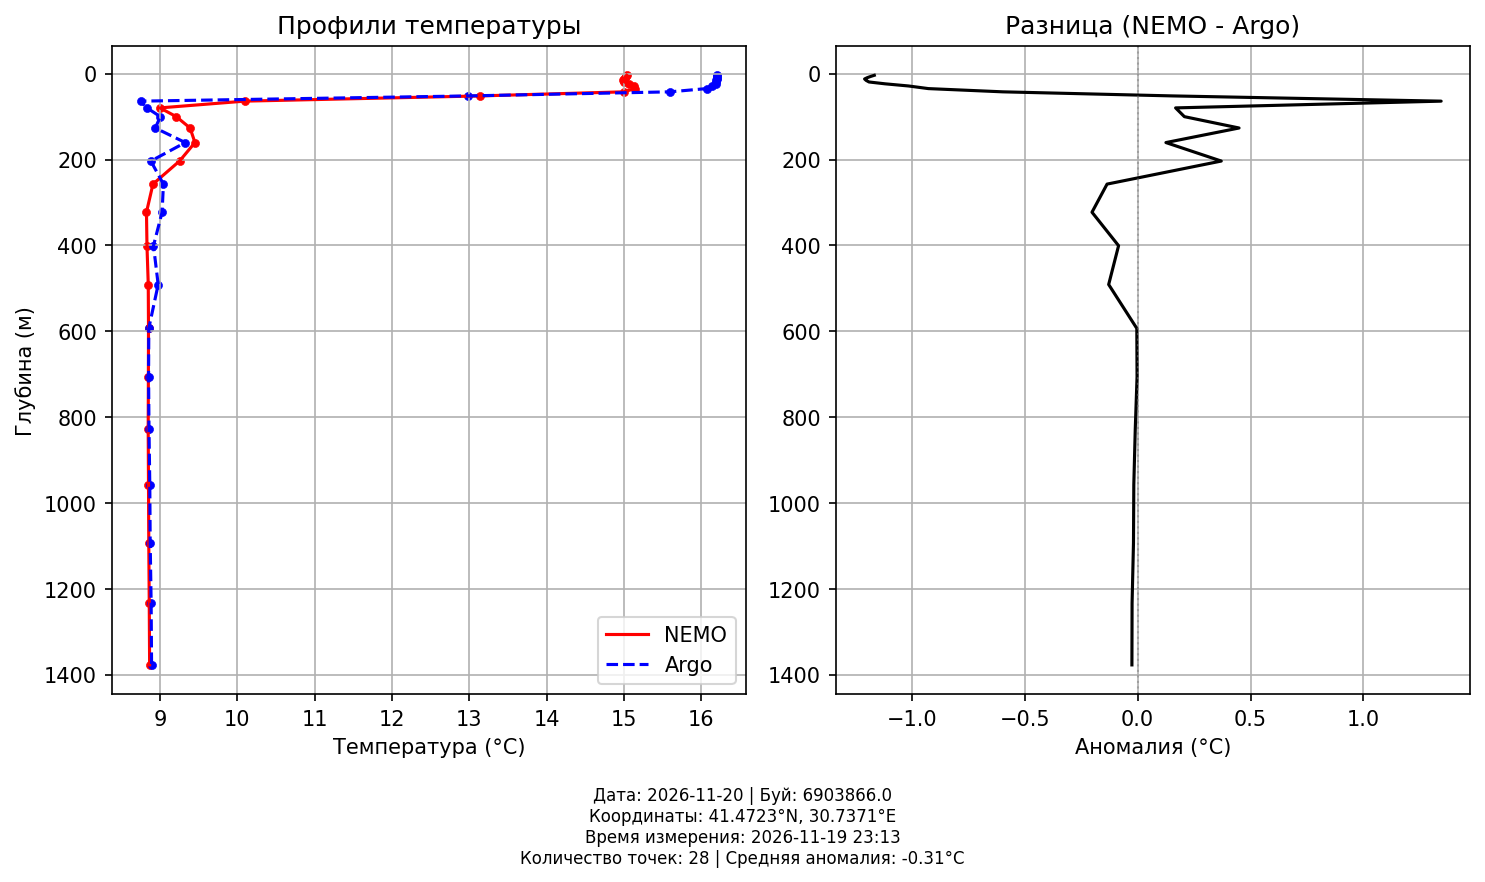 Профили температуры
Разница (NEMO - Argo)
0
200
400
600
800
1000
1200
1400
Глубина (м)
9
10
11
12
13
14
15
16
Температура (°C)
NEMO
Argo
0
200
400
600
800
1000
1200
1400
−1.0
−0.5
0.0
0.5
1.0
Аномалия (°C)
Дата: 2026-11-20 | Буй: 6903866.0
Координаты: 41.4723°N, 30.7371°E
Время измерения: 2026-11-19 23:13
Количество точек: 28 | Средняя аномалия: -0.31°C